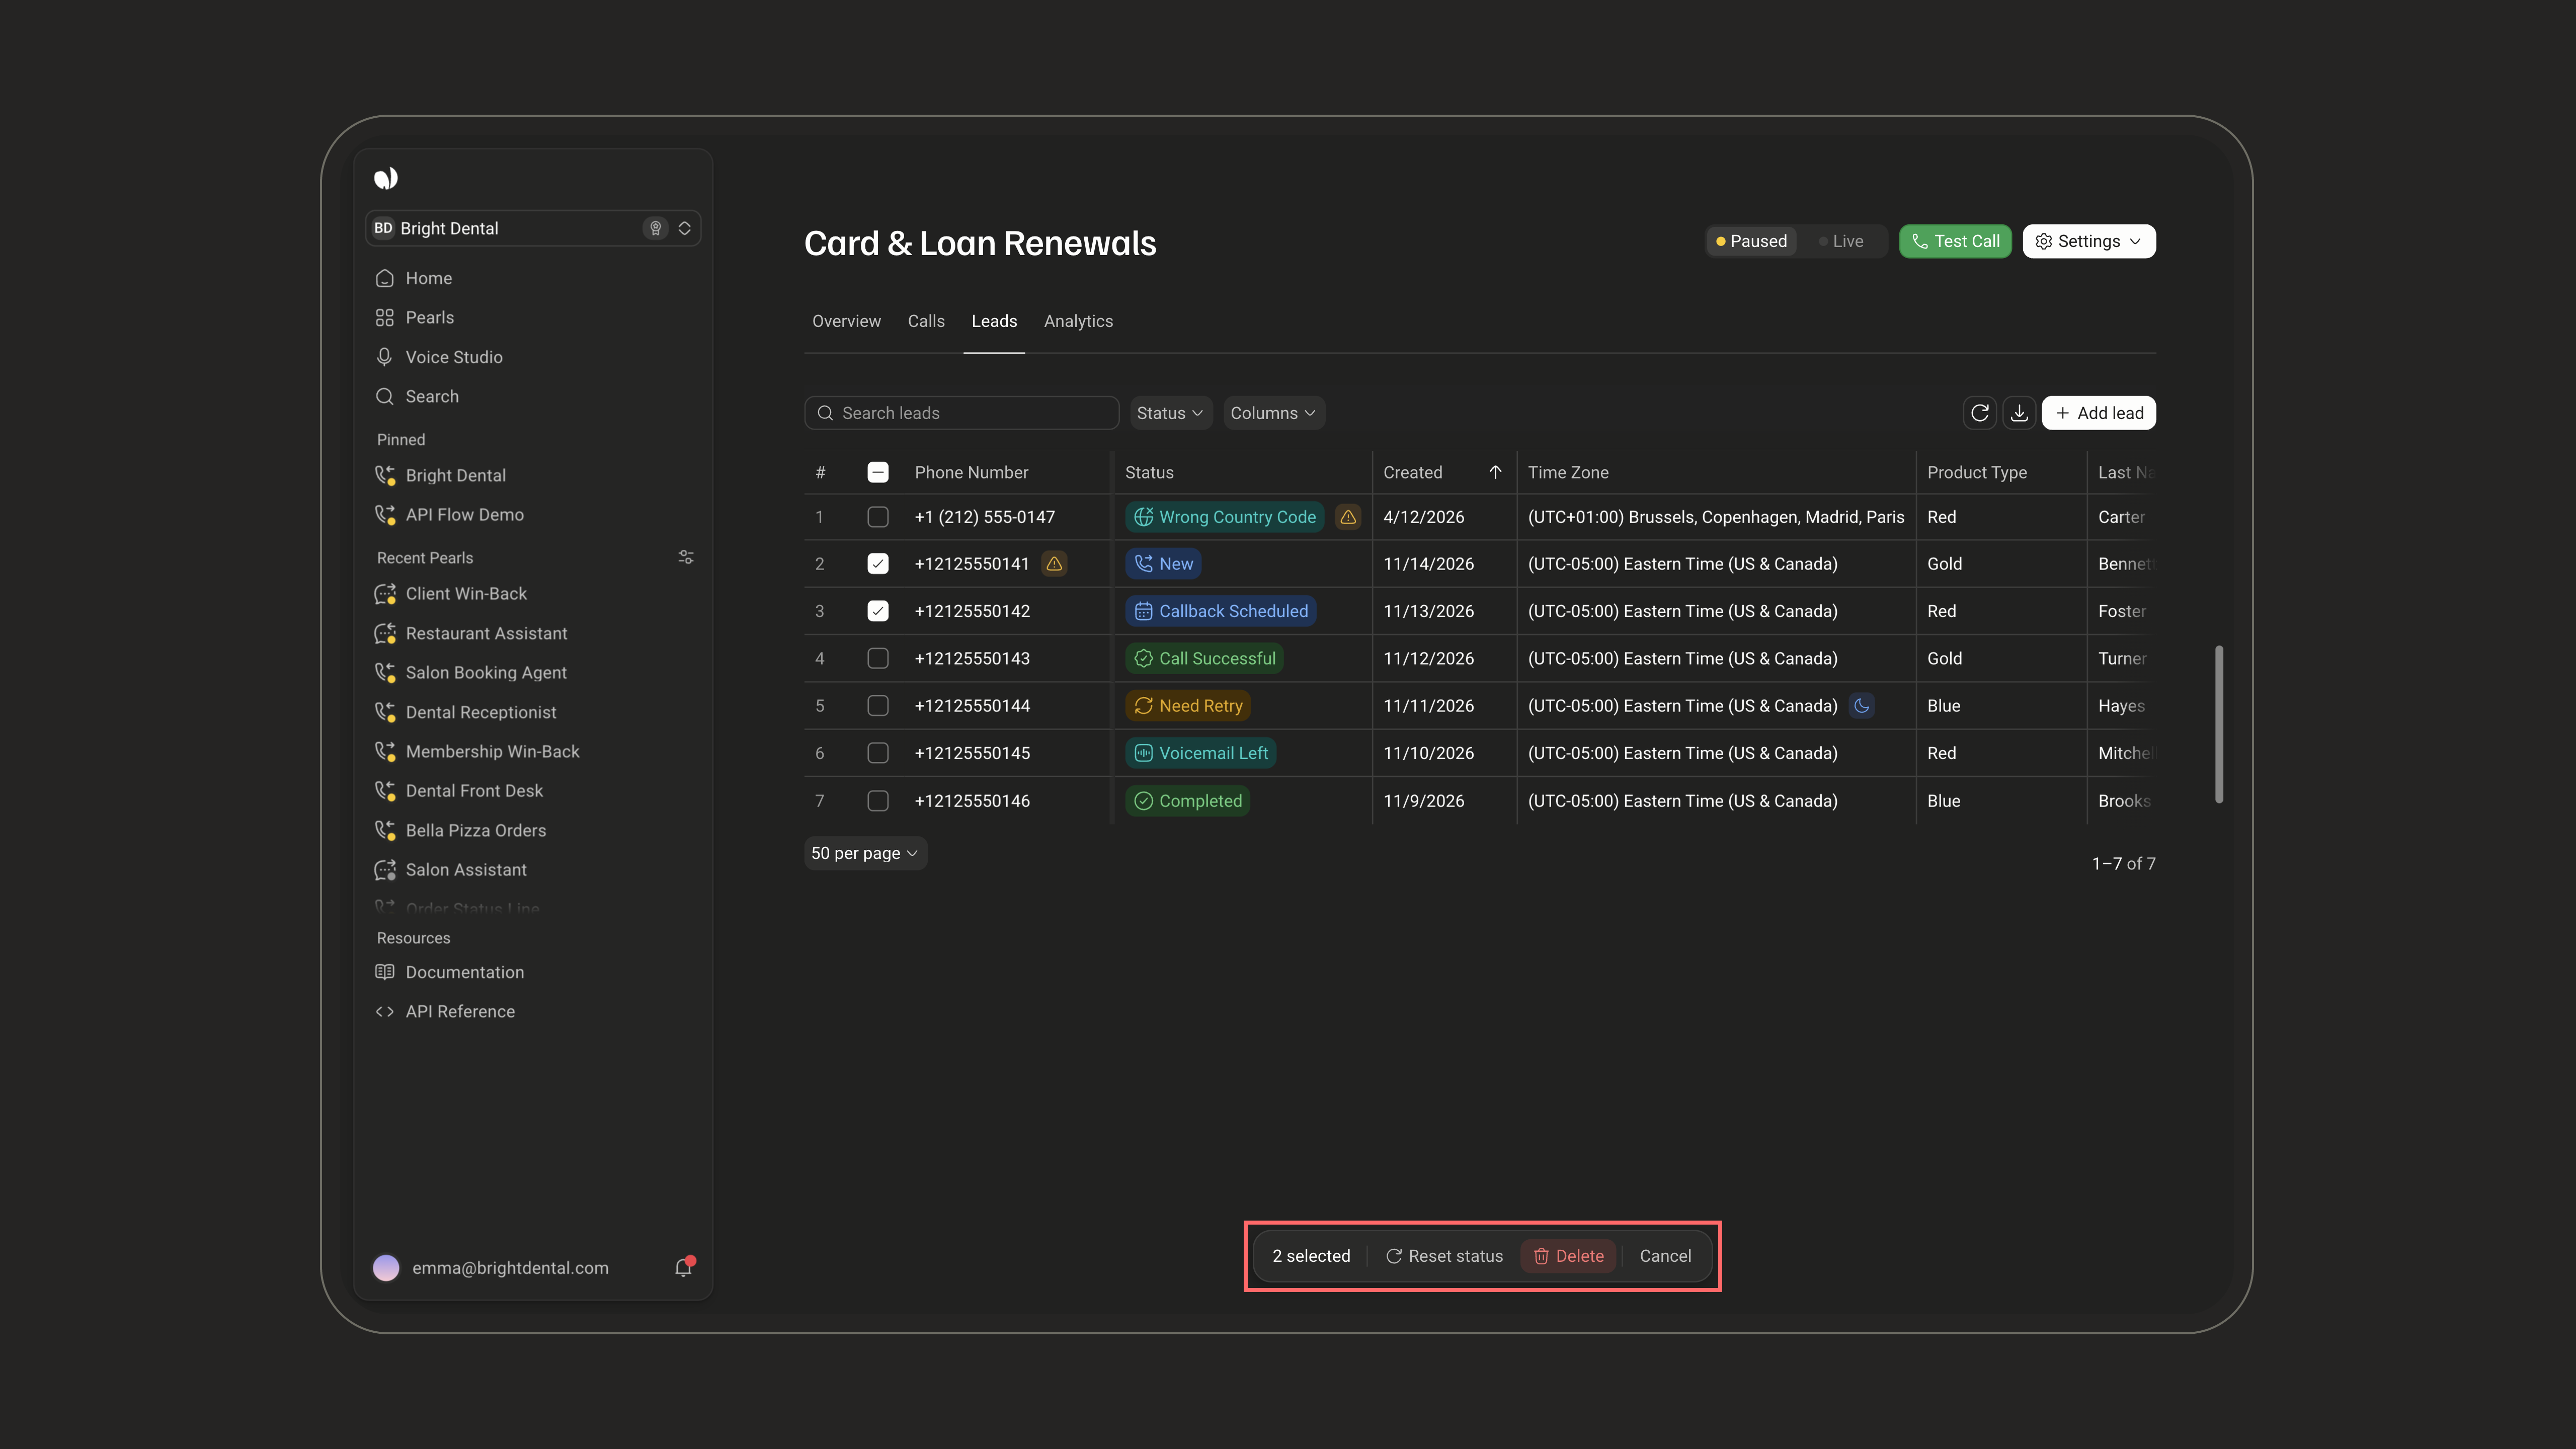 BD Bright Dental
Home
Pearls
Voice Studio
Search
Pinned
Bright Dental
API Flow Demo
Recent Pearls
Client Win-Back
Restaurant Assistant
Salon Booking Agent
Dental Receptionist
Membership Win-Back
Dental Front Desk
Bella Pizza Orders
Salon Assistant
Order Status Line
Resources
Documentation
API Reference
emma@brightdental.com
Card & Loan Renewals
Paused Live Test Call Settings
Overview Calls Leads Analytics
Search leads Status Columns Add lead
# Phone Number Status Created Time Zone Product Type Last Na
1 +1 (212) 555-0147 Wrong Country Code 4/12/2026 (UTC+01:00) Brussels, Copenhagen, Madrid, Paris Red Carter
2 +12125550141 New 11/14/2026 (UTC-05:00) Eastern Time (US & Canada) Gold Bennett
3 +12125550142 Callback Scheduled 11/13/2026 (UTC-05:00) Eastern Time (US & Canada) Red Foster
4 +12125550143 Call Successful 11/12/2026 (UTC-05:00) Eastern Time (US & Canada) Gold Turner
5 +12125550144 Need Retry 11/11/2026 (UTC-05:00) Eastern Time (US & Canada) Blue Hayes
6 +12125550145 Voicemail Left 11/10/2026 (UTC-05:00) Eastern Time (US & Canada) Red Mitchell
7 +12125550146 Completed 11/9/2026 (UTC-05:00) Eastern Time (US & Canada) Blue Brooks
50 per page
1–7 of 7
2 selected Reset status Delete Cancel